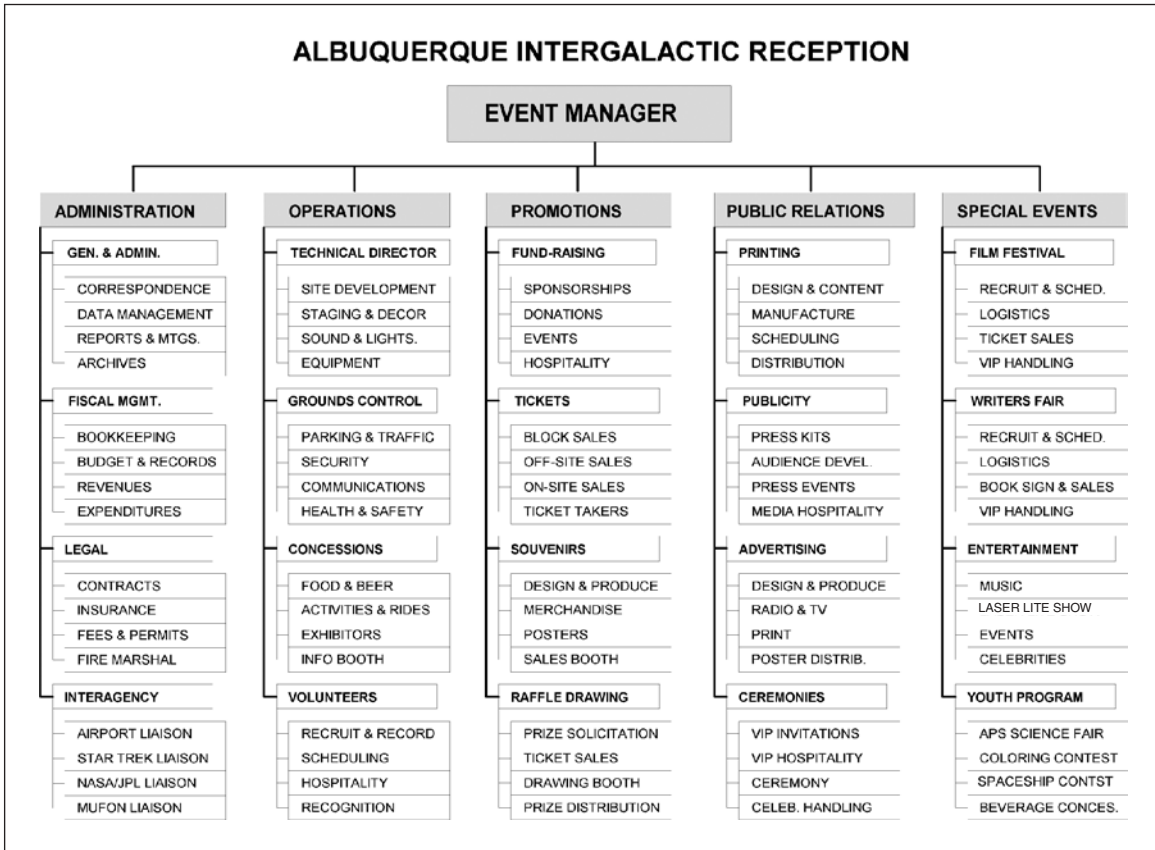 ALBUQUERQUE INTERGALACTIC RECEPTION
EVENT MANAGER
ADMINISTRATION
GEN. & ADMIN.
CORRESPONDENCE
DATA MANAGEMENT
REPORTS & MTGS.
ARCHIVES
FISCAL MGMT.
BOOKKEEPING
BUDGET & RECORDS
REVENUES
EXPENDITURES
LEGAL
CONTRACTS
INSURANCE
FEES & PERMITS
FIRE MARSHAL
INTERAGENCY
AIRPORT LIAISON
STAR TREK LIAISON
NASA/JPL LIAISON
MUFON LIAISON
OPERATIONS
TECHNICAL DIRECTOR
SITE DEVELOPMENT
STAGING & DECOR
SOUND & LIGHTS.
EQUIPMENT
GROUNDS CONTROL
PARKING & TRAFFIC
SECURITY
COMMUNICATIONS
HEALTH & SAFETY
CONCESSIONS
FOOD & BEER
ACTIVITIES & RIDES
EXHIBITORS
INFO BOOTH
VOLUNTEERS
RECRUIT & RECORD
SCHEDULING
HOSPITALITY
RECOGNITION
PROMOTIONS
FUND-RAISING
SPONSORSHIPS
DONATIONS
EVENTS
HOSPITALITY
TICKETS
BLOCK SALES
OFF-SITE SALES
ON-SITE SALES
TICKET TAKERS
SOUVENIRS
DESIGN & PRODUCE
MERCHANDISE
POSTERS
SALES BOOTH
RAFFLE DRAWING
PRIZE SOLICITATION
TICKET SALES
DRAWING BOOTH
PRIZE DISTRIBUTION
PUBLIC RELATIONS
PRINTING
DESIGN & CONTENT
MANUFACTURE
SCHEDULING
DISTRIBUTION
PUBLICITY
PRESS KITS
AUDIENCE DEVEL.
PRESS EVENTS
MEDIA HOSPITALITY
ADVERTISING
DESIGN & PRODUCE
RADIO & TV
PRINT
POSTER DISTRIB.
CEREMONIES
VIP INVITATIONS
VIP HOSPITALITY
CEREMONY
CELEB. HANDLING
SPECIAL EVENTS
FILM FESTIVAL
RECRUIT & SCHED.
LOGISTICS
TICKET SALES
VIP HANDLING
WRITERS FAIR
RECRUIT & SCHED.
LOGISTICS
BOOK SIGN & SALES
VIP HANDLING
ENTERTAINMENT
MUSIC
LASER LITE SHOW
EVENTS
CELEBRITIES
YOUTH PROGRAM
APS SCIENCE FAIR
COLORING CONTEST
SPACESHIP CONTST
BEVERAGE CONCES.